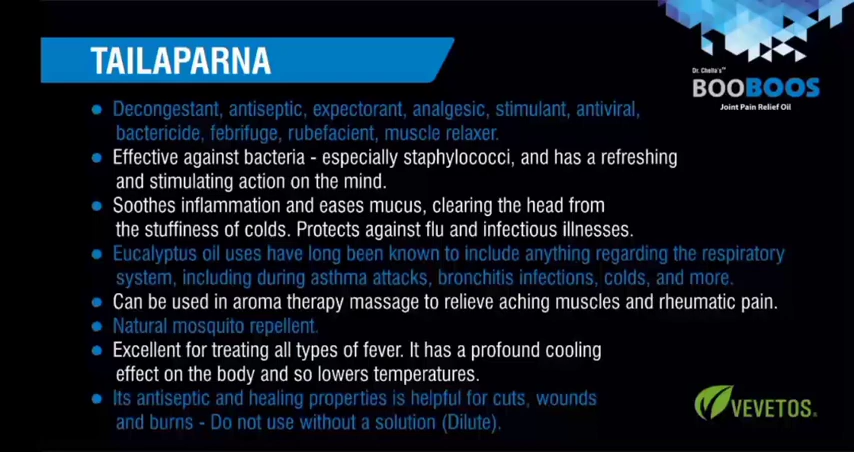 TAILAPARNA
Dr. Chella's™
BOOBOOS
Joint Pain Relief Oil
● Decongestant, antiseptic, expectorant, analgesic, stimulant, antiviral,
bactericide, febrifuge, rubefacient, muscle relaxer.
● Effective against bacteria - especially staphylococci, and has a refreshing
and stimulating action on the mind.
● Soothes inflammation and eases mucus, clearing the head from
the stuffiness of colds. Protects against flu and infectious illnesses.
● Eucalyptus oil uses have long been known to include anything regarding the respiratory
system, including during asthma attacks, bronchitis infections, colds, and more.
● Can be used in aroma therapy massage to relieve aching muscles and rheumatic pain.
● Natural mosquito repellent.
● Excellent for treating all types of fever. It has a profound cooling
effect on the body and so lowers temperatures.
● Its antiseptic and healing properties is helpful for cuts, wounds
and burns - Do not use without a solution (Dilute).
VEVETOS®